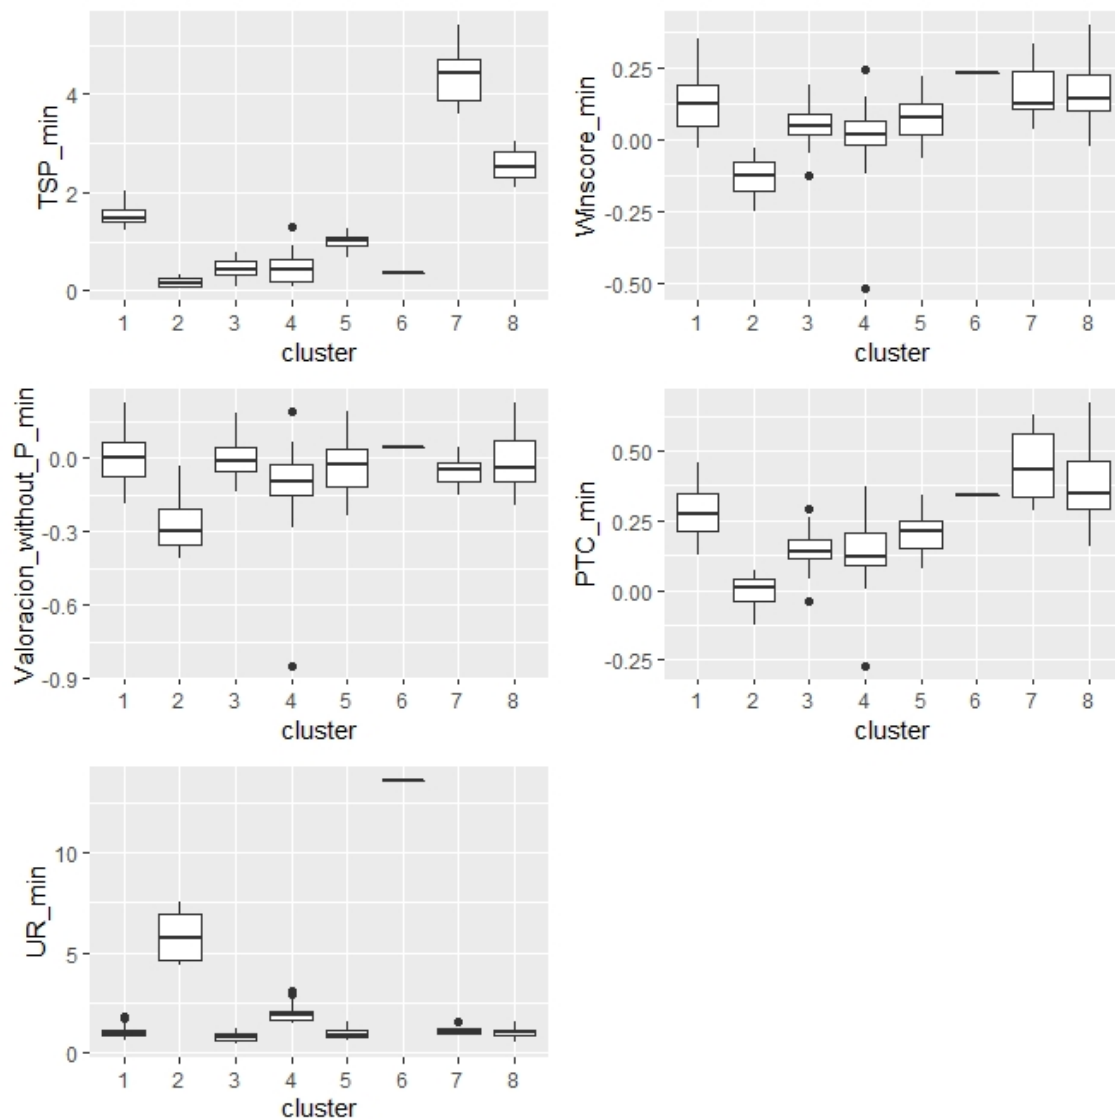 TSP_min
4
2
0
1 2 3 4 5 6 7 8
cluster
Winscore_min
0.25
0.00
-0.25
-0.50
1 2 3 4 5 6 7 8
cluster
Valoracion_without_P_min
0.0
-0.3
-0.6
-0.9
1 2 3 4 5 6 7 8
cluster
PTC_min
0.50
0.25
0.00
-0.25
1 2 3 4 5 6 7 8
cluster
UR_min
10
5
0
1 2 3 4 5 6 7 8
cluster